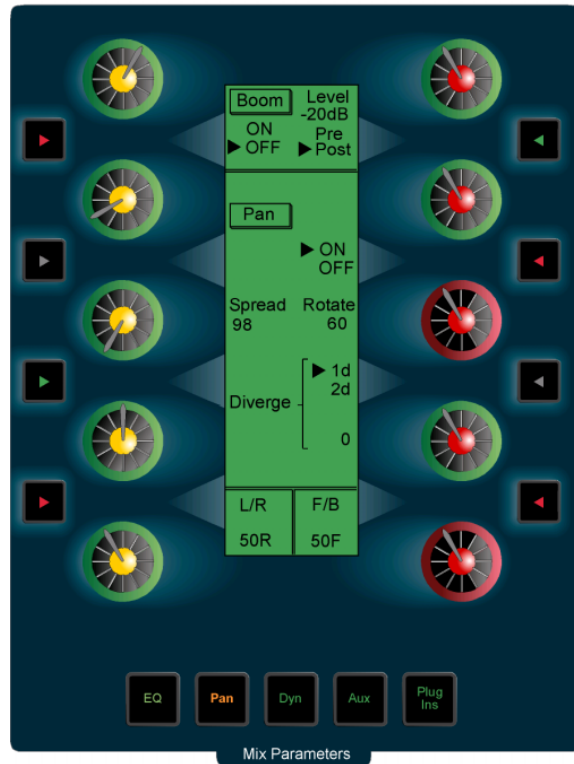 Boom
Level
-20dB
ON
OFF
Pre
Post
Pan
ON
OFF
Spread
98
Rotate
60
Diverge
1d
2d
0
L/R
50R
F/B
50F
EQ
Pan
Dyn
Aux
Plug
Ins
Mix Parameters